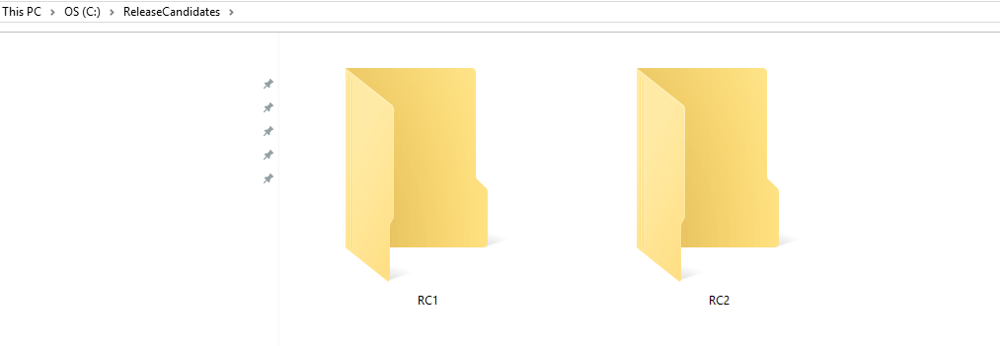 This PC > OS (C:) > ReleaseCandidates >
RC1 RC2